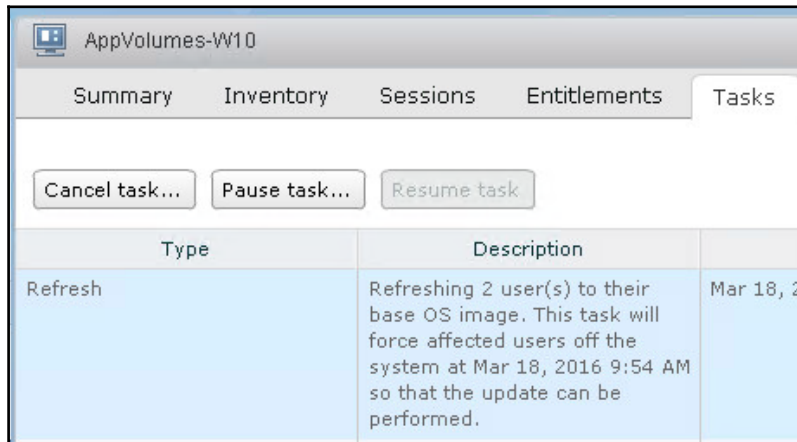 AppVolumes-W10
Summary Inventory Sessions Entitlements Tasks
Cancel task... Pause task... Resume task
Type Description
Refresh Refreshing 2 user(s) to their Mar 18,
base OS image. This task will
force affected users off the
system at Mar 18, 2016 9:54 AM
so that the update can be
performed.